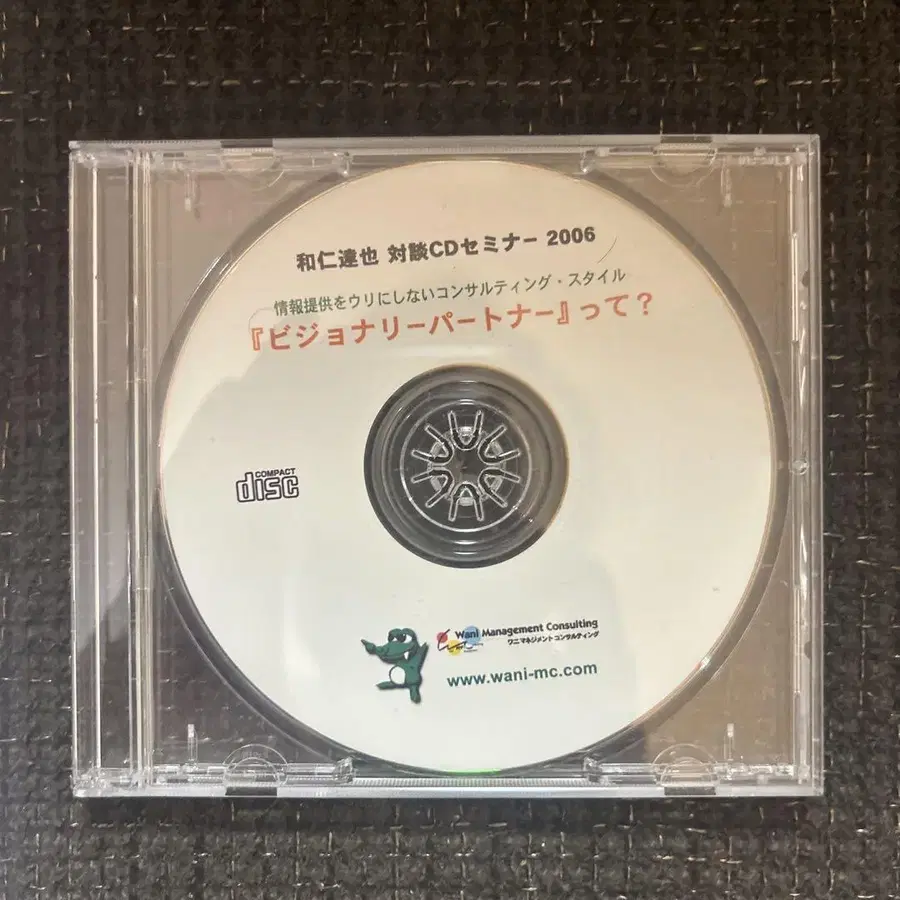 和仁達也 対談CDセミナー 2006
情報提供をウリにしないコンサルティング・スタイル
『ビジョナリーパートナー』って？
COMPACT
disc
Wani Management Consulting
ワニマネジメントコンサルティング
www.wani-mc.com